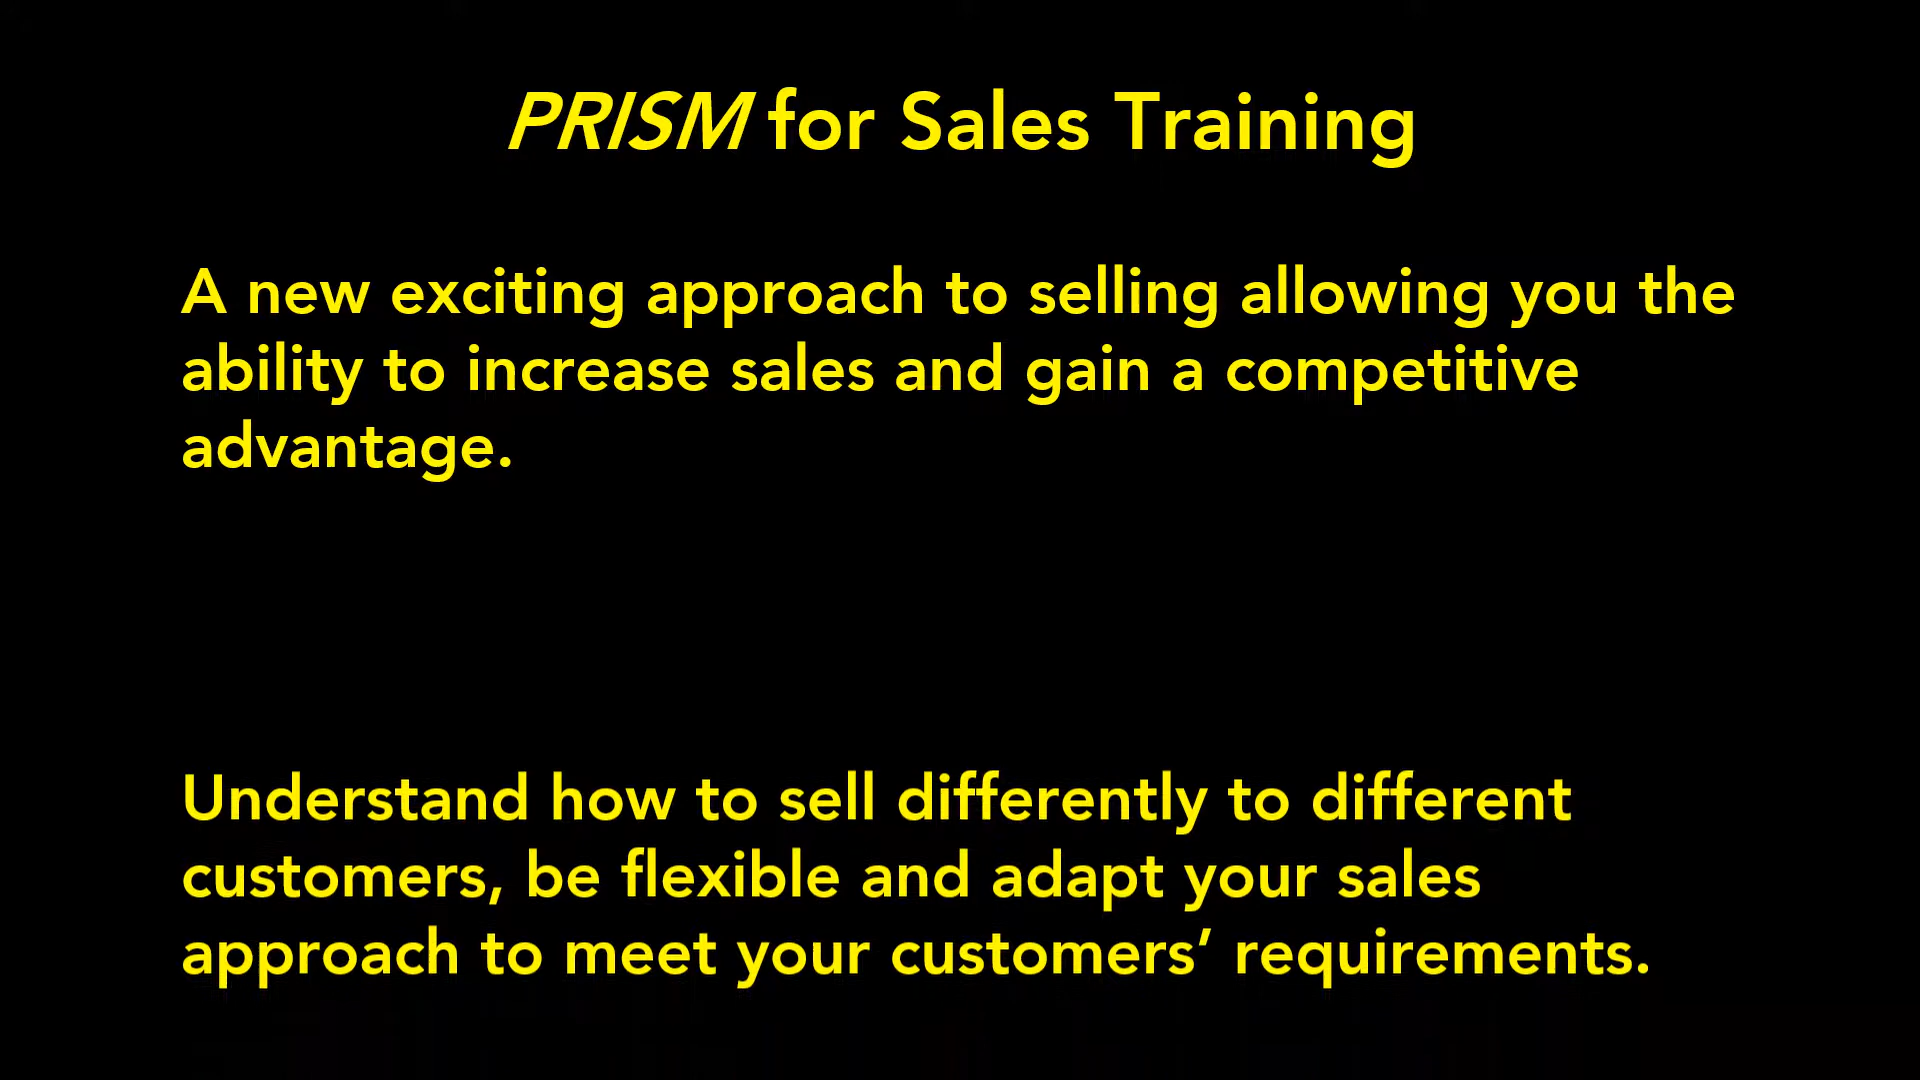 PRISM for Sales Training
A new exciting approach to selling allowing you the
ability to increase sales and gain a competitive
advantage.
Understand how to sell differently to different
customers, be flexible and adapt your sales
approach to meet your customers’ requirements.